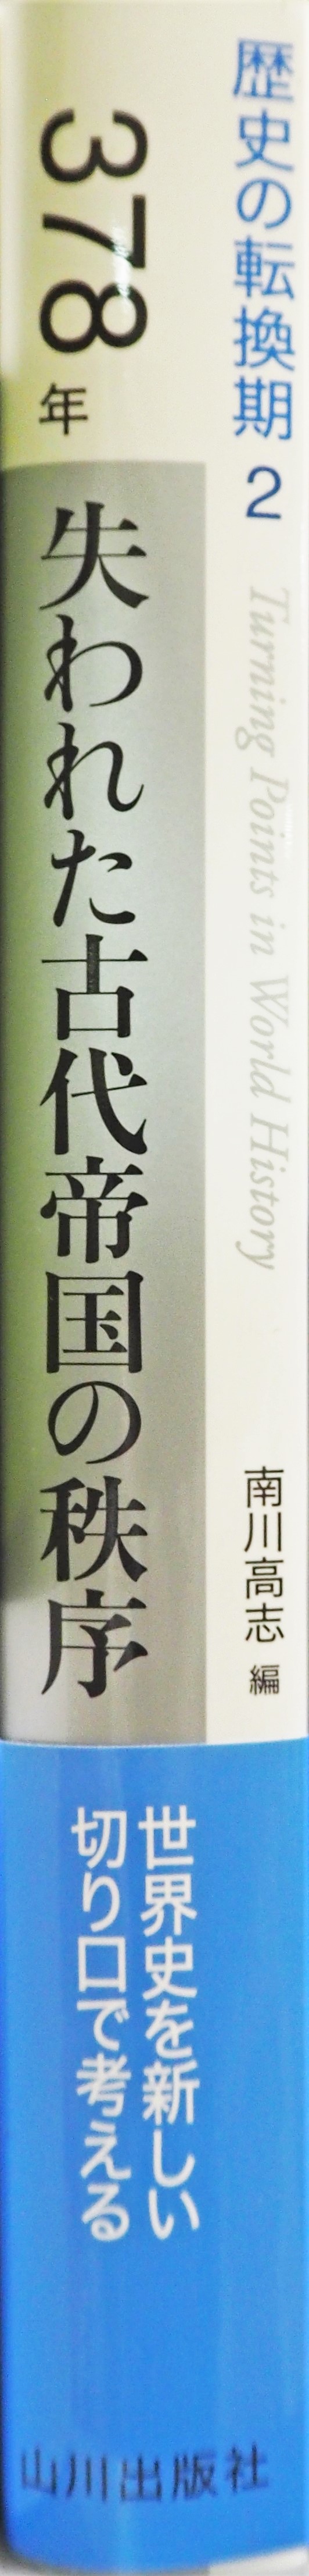 歴史の転換期2
Turning Points in World History
南川高志 編
378年
失われた古代帝国の秩序
世界史を新しい
切り口で考える
山川出版社